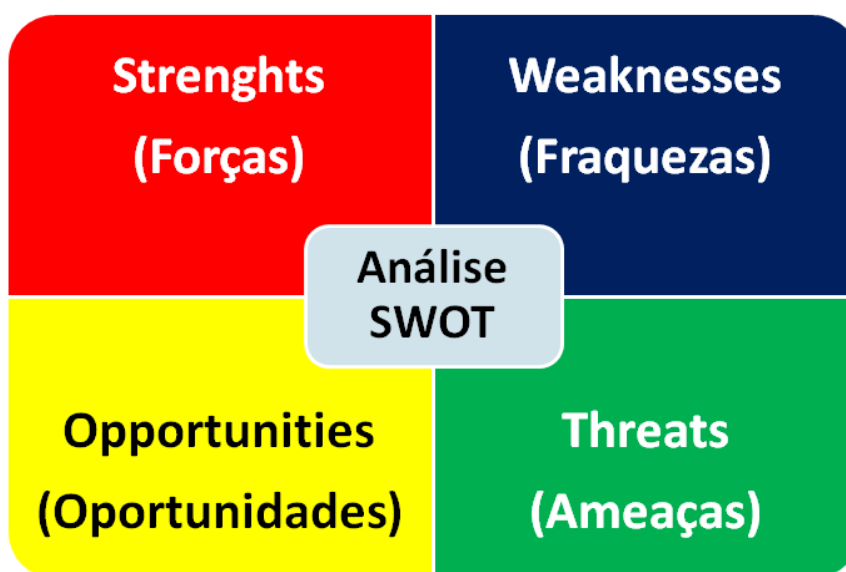 Strenghts
(Forças)
Weaknesses
(Fraquezas)
Análise
SWOT
Opportunities
(Oportunidades)
Threats
(Ameaças)